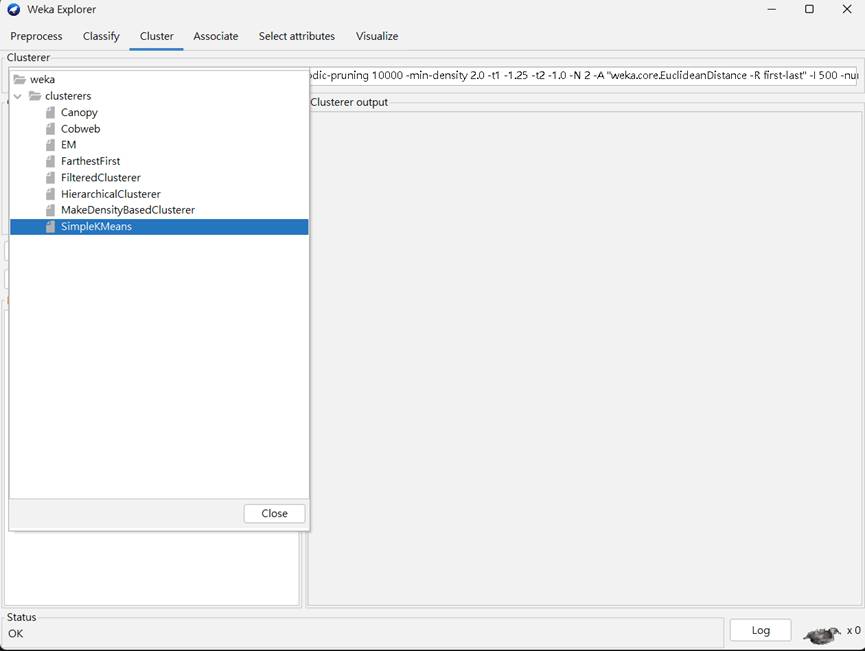 Weka Explorer
Preprocess Classify Cluster Associate Select attributes Visualize
Clusterer
weka
-pruning 10000 -min-density 2.0 -t1 -1.25 -t2 -1.0 -N 2 -A "weka.core.EuclideanDistance -R first-last" -I 500
clusterers
Clusterer output
Canopy
Cobweb
EM
FarthestFirst
FilteredClusterer
HierarchicalClusterer
MakeDensityBasedClusterer
SimpleKMeans
Close
Status
OK
Log
x 0